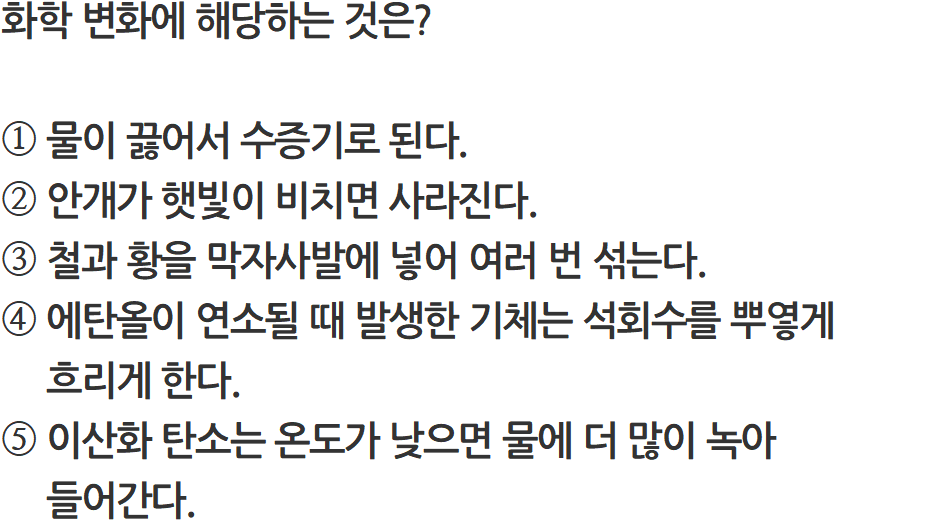 화학 변화에 해당하는 것은?
① 물이 끓어서 수증기로 된다.
② 안개가 햇빛이 비치면 사라진다.
③ 철과 황을 막자사발에 넣어 여러 번 섞는다.
④ 에탄올이 연소될 때 발생한 기체는 석회수를 뿌옇게
흐리게 한다.
⑤ 이산화 탄소는 온도가 낮으면 물에 더 많이 녹아
들어간다.